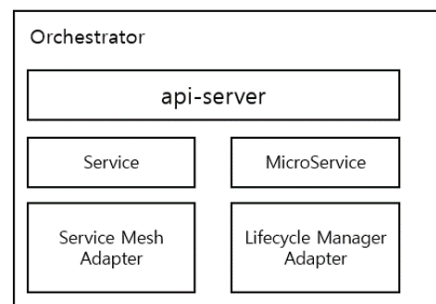 Orchestrator
api-server
Service
MicroService
Service Mesh
Adapter
Lifecycle Manager
Adapter